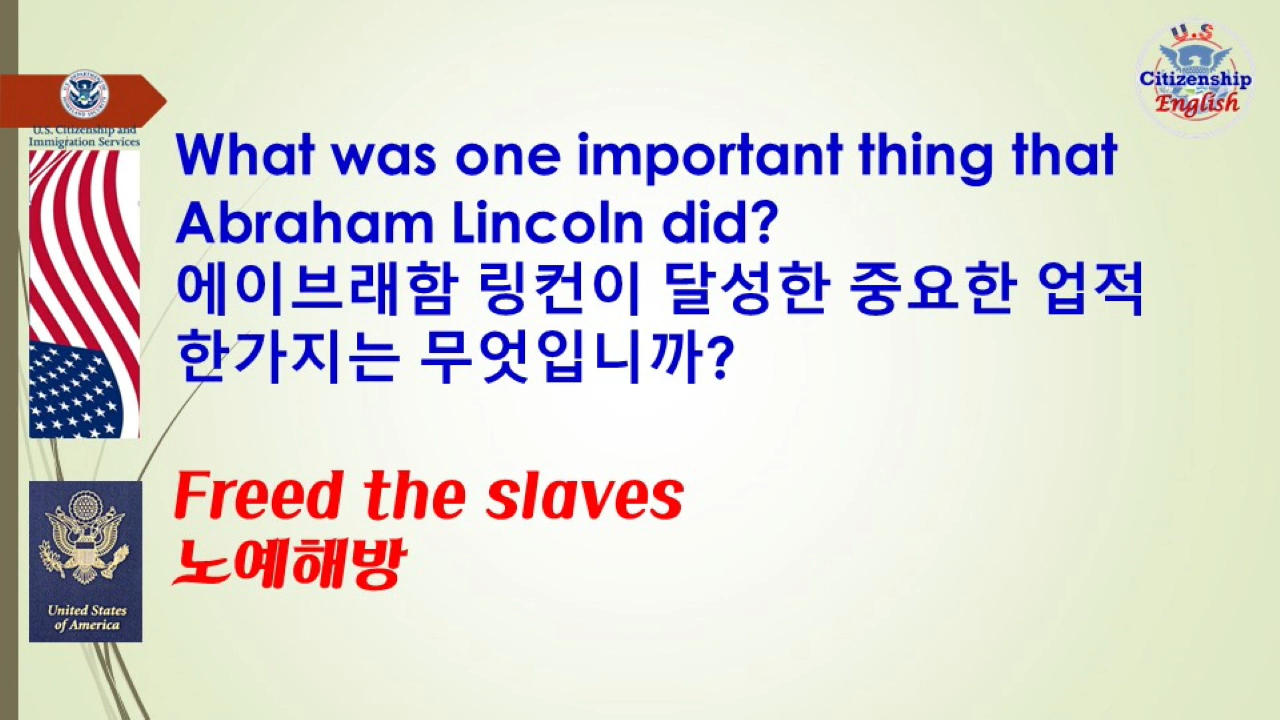 U.S
Citizenship
English
U.S. Citizenship and
Immigration Services
What was one important thing that
Abraham Lincoln did?
에이브래함 링컨이 달성한 중요한 업적
한가지는 무엇입니까?
Freed the slaves
노예해방
United States
of America